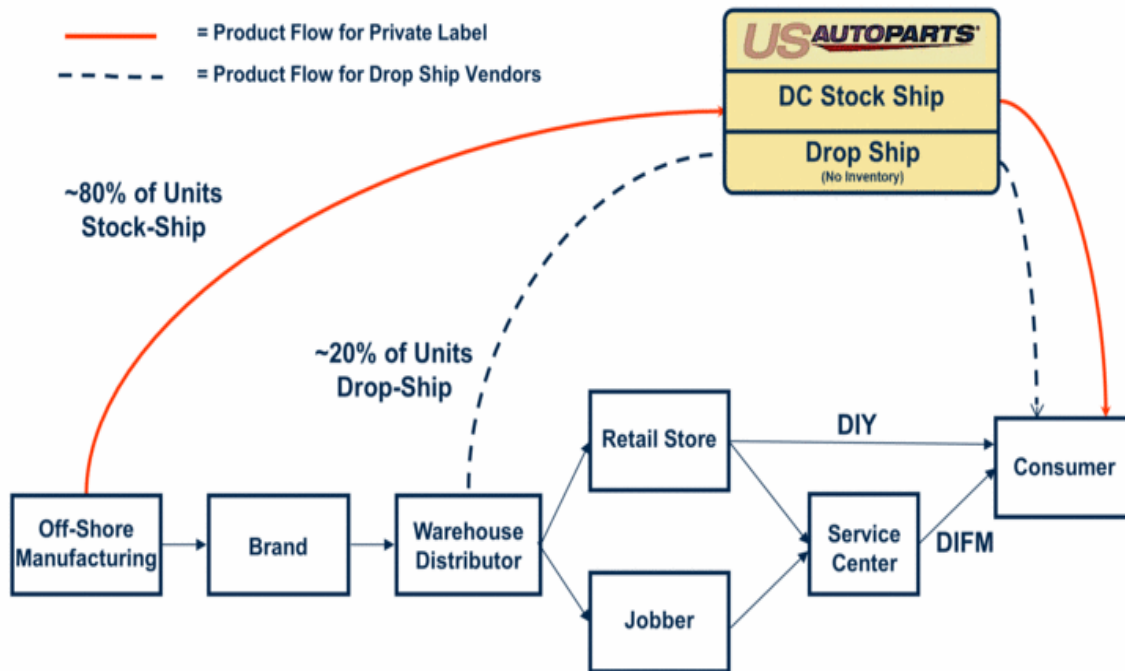 = Product Flow for Private Label
= Product Flow for Drop Ship Vendors
USAUTOPARTS
DC Stock Ship
Drop Ship
(No Inventory)
~80% of Units
Stock-Ship
~20% of Units
Drop-Ship
Retail Store
DIY
Consumer
Off-Shore
Manufacturing
Brand
Warehouse
Distributor
Service
Center
DIFM
Jobber